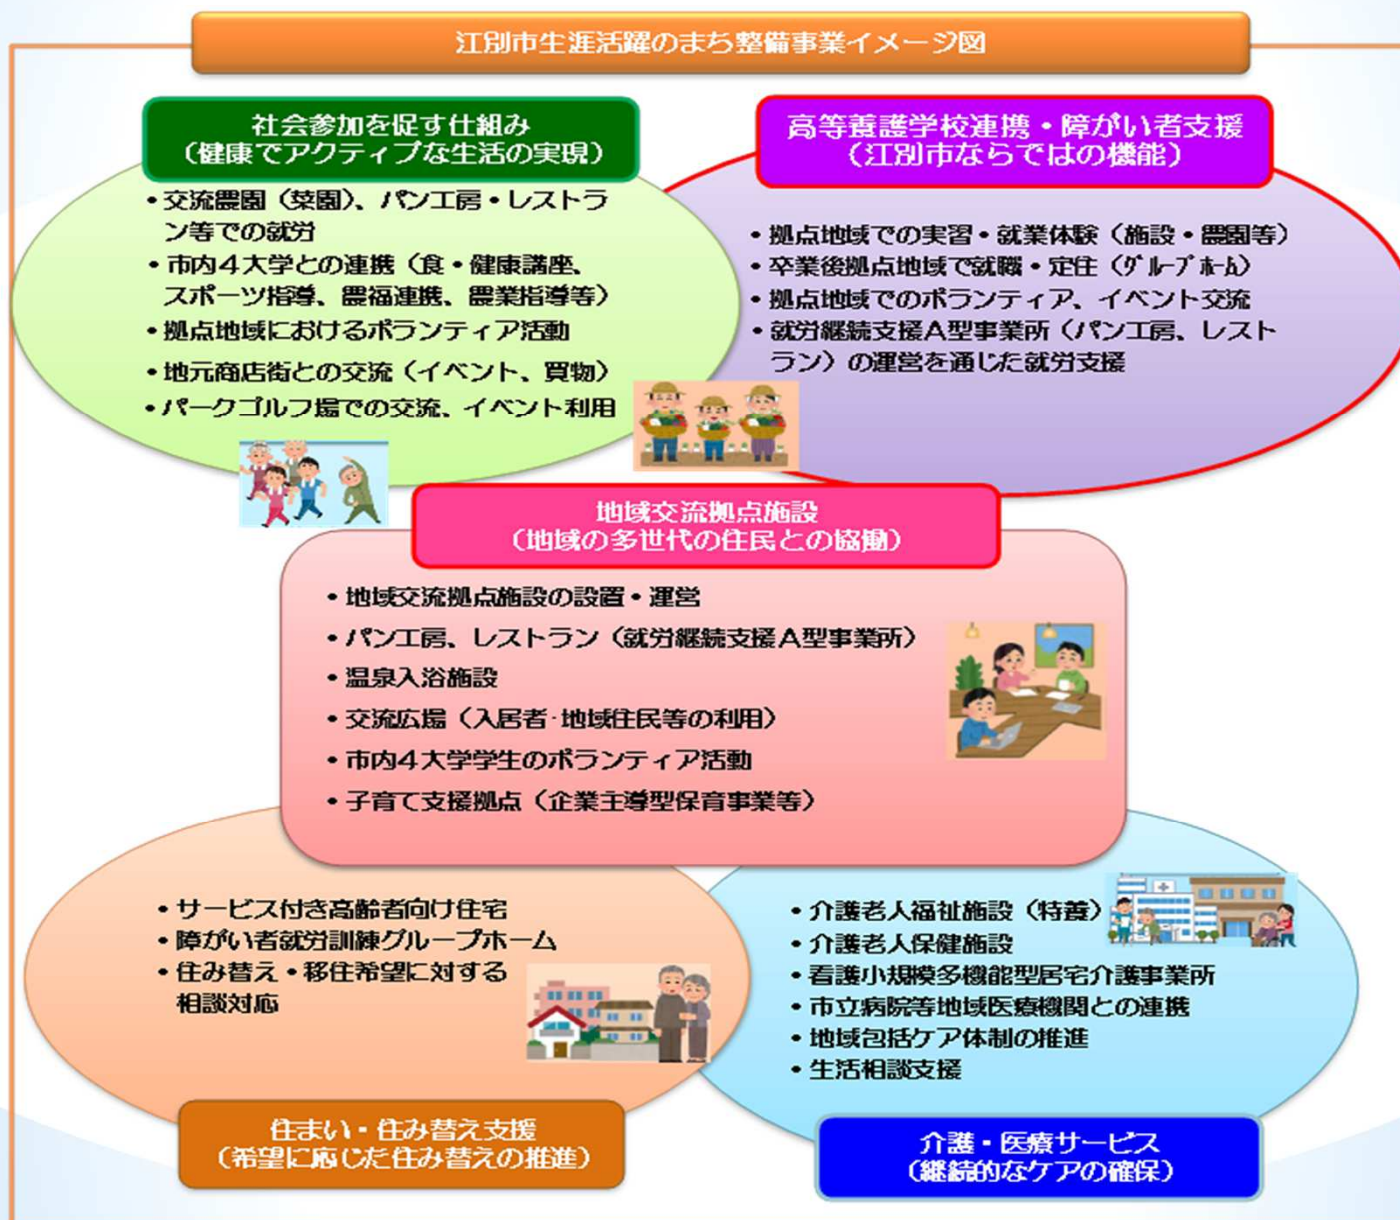 江別市生涯活躍のまち整備事業イメージ図
社会参加を促す仕組み
（健康でアクティブな生活の実現）
・交流農園（菜園）、パン工房・レストラ
ン等での就労
・市内４大学との連携（食・健康講座、
スポーツ指導、農福連携、農業指導等）
・拠点地域におけるボランティア活動
・地元商店街との交流（イベント、買物）
・パークゴルフ場での交流、イベント利用
高等養護学校連携・障がい者支援
（江別市ならではの機能）
・拠点地域での実習・就業体験（施設・農園等）
・卒業後拠点地域で就職・定住（ｸﾞﾙｰﾌﾟﾎｰﾑ）
・拠点地域でのボランティア、イベント交流
・就労継続支援Ａ型事業所（パン工房、レスト
ラン）の運営を通じた就労支援
地域交流拠点施設
（地域の多世代の住民との協働）
・地域交流拠点施設の設置・運営
・パン工房、レストラン（就労継続支援Ａ型事業所）
・温泉入浴施設
・交流広場（入居者･地域住民等の利用）
・市内４大学学生のボランティア活動
・子育て支援拠点（企業主導型保育事業等）
・サービス付き高齢者向け住宅
・障がい者就労訓練グループホーム
・住み替え・移住希望に対する
相談対応
住まい・住み替え支援
（希望に応じた住み替えの推進）
・介護老人福祉施設（特養）
・介護老人保健施設
・看護小規模多機能型居宅介護事業所
・市立病院等地域医療機関との連携
・地域包括ケア体制の推進
・生活相談支援
介護・医療サービス
（継続的なケアの確保）